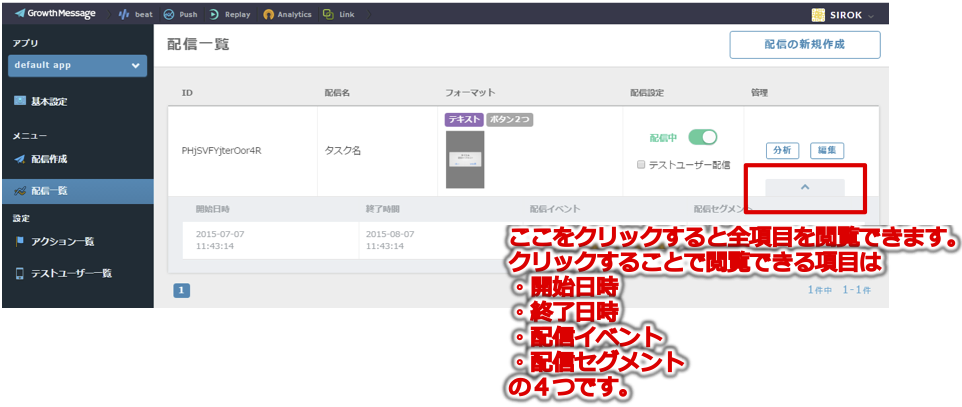 Growth Message beat Push Replay Analytics Link SIROK
アプリ
default app
基本設定
メニュー
配信作成
配信一覧
設定
アクション一覧
テストユーザー一覧
配信一覧
配信の新規作成
ID 配信名 フォーマット 配信設定 管理
テキスト ボタン2つ
PHjSVFYjterOor4R タスク名 配信中 分析 編集
テストユーザー配信
開始日時 終了時間 配信イベント 配信セグメント
2015-07-07 2015-08-07
11:43:14 11:43:14
1 1件中 1-1件
ここをクリックすると全項目を閲覧できます。
クリックすることで閲覧できる項目は
・開始日時
・終了日時
・配信イベント
・配信セグメント
の４つです。